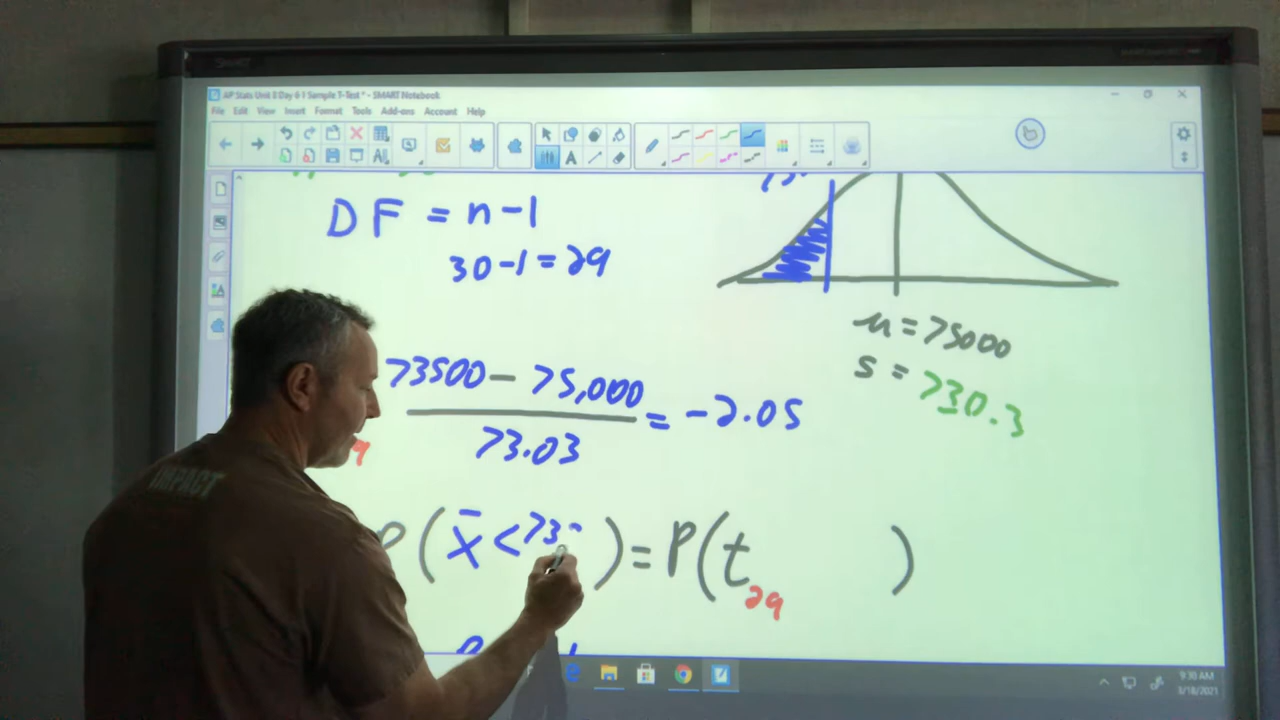 SMART
AP Stats Unit 8 Day 6 1 Sample T-Test * - SMART Notebook
File Edit View Insert Format Tools Add-ons Account Help
DF = n-1
30-1=29
μ = 75000
s = 730.3
73500 - 75,000
73.03
= -2.05
IMPACT
P( x̄ < 73 ) = P( t 29 )
9:30 AM
3/18/2021